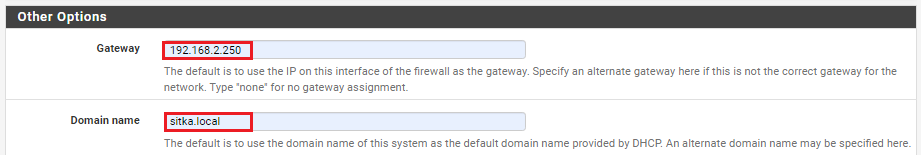 Other Options
Gateway
192.168.2.250
The default is to use the IP on this interface of the firewall as the gateway. Specify an alternate gateway here if this is not the correct gateway for the
network. Type "none" for no gateway assignment.
Domain name
sitka.local
The default is to use the domain name of this system as the default domain name provided by DHCP. An alternate domain name may be specified here.